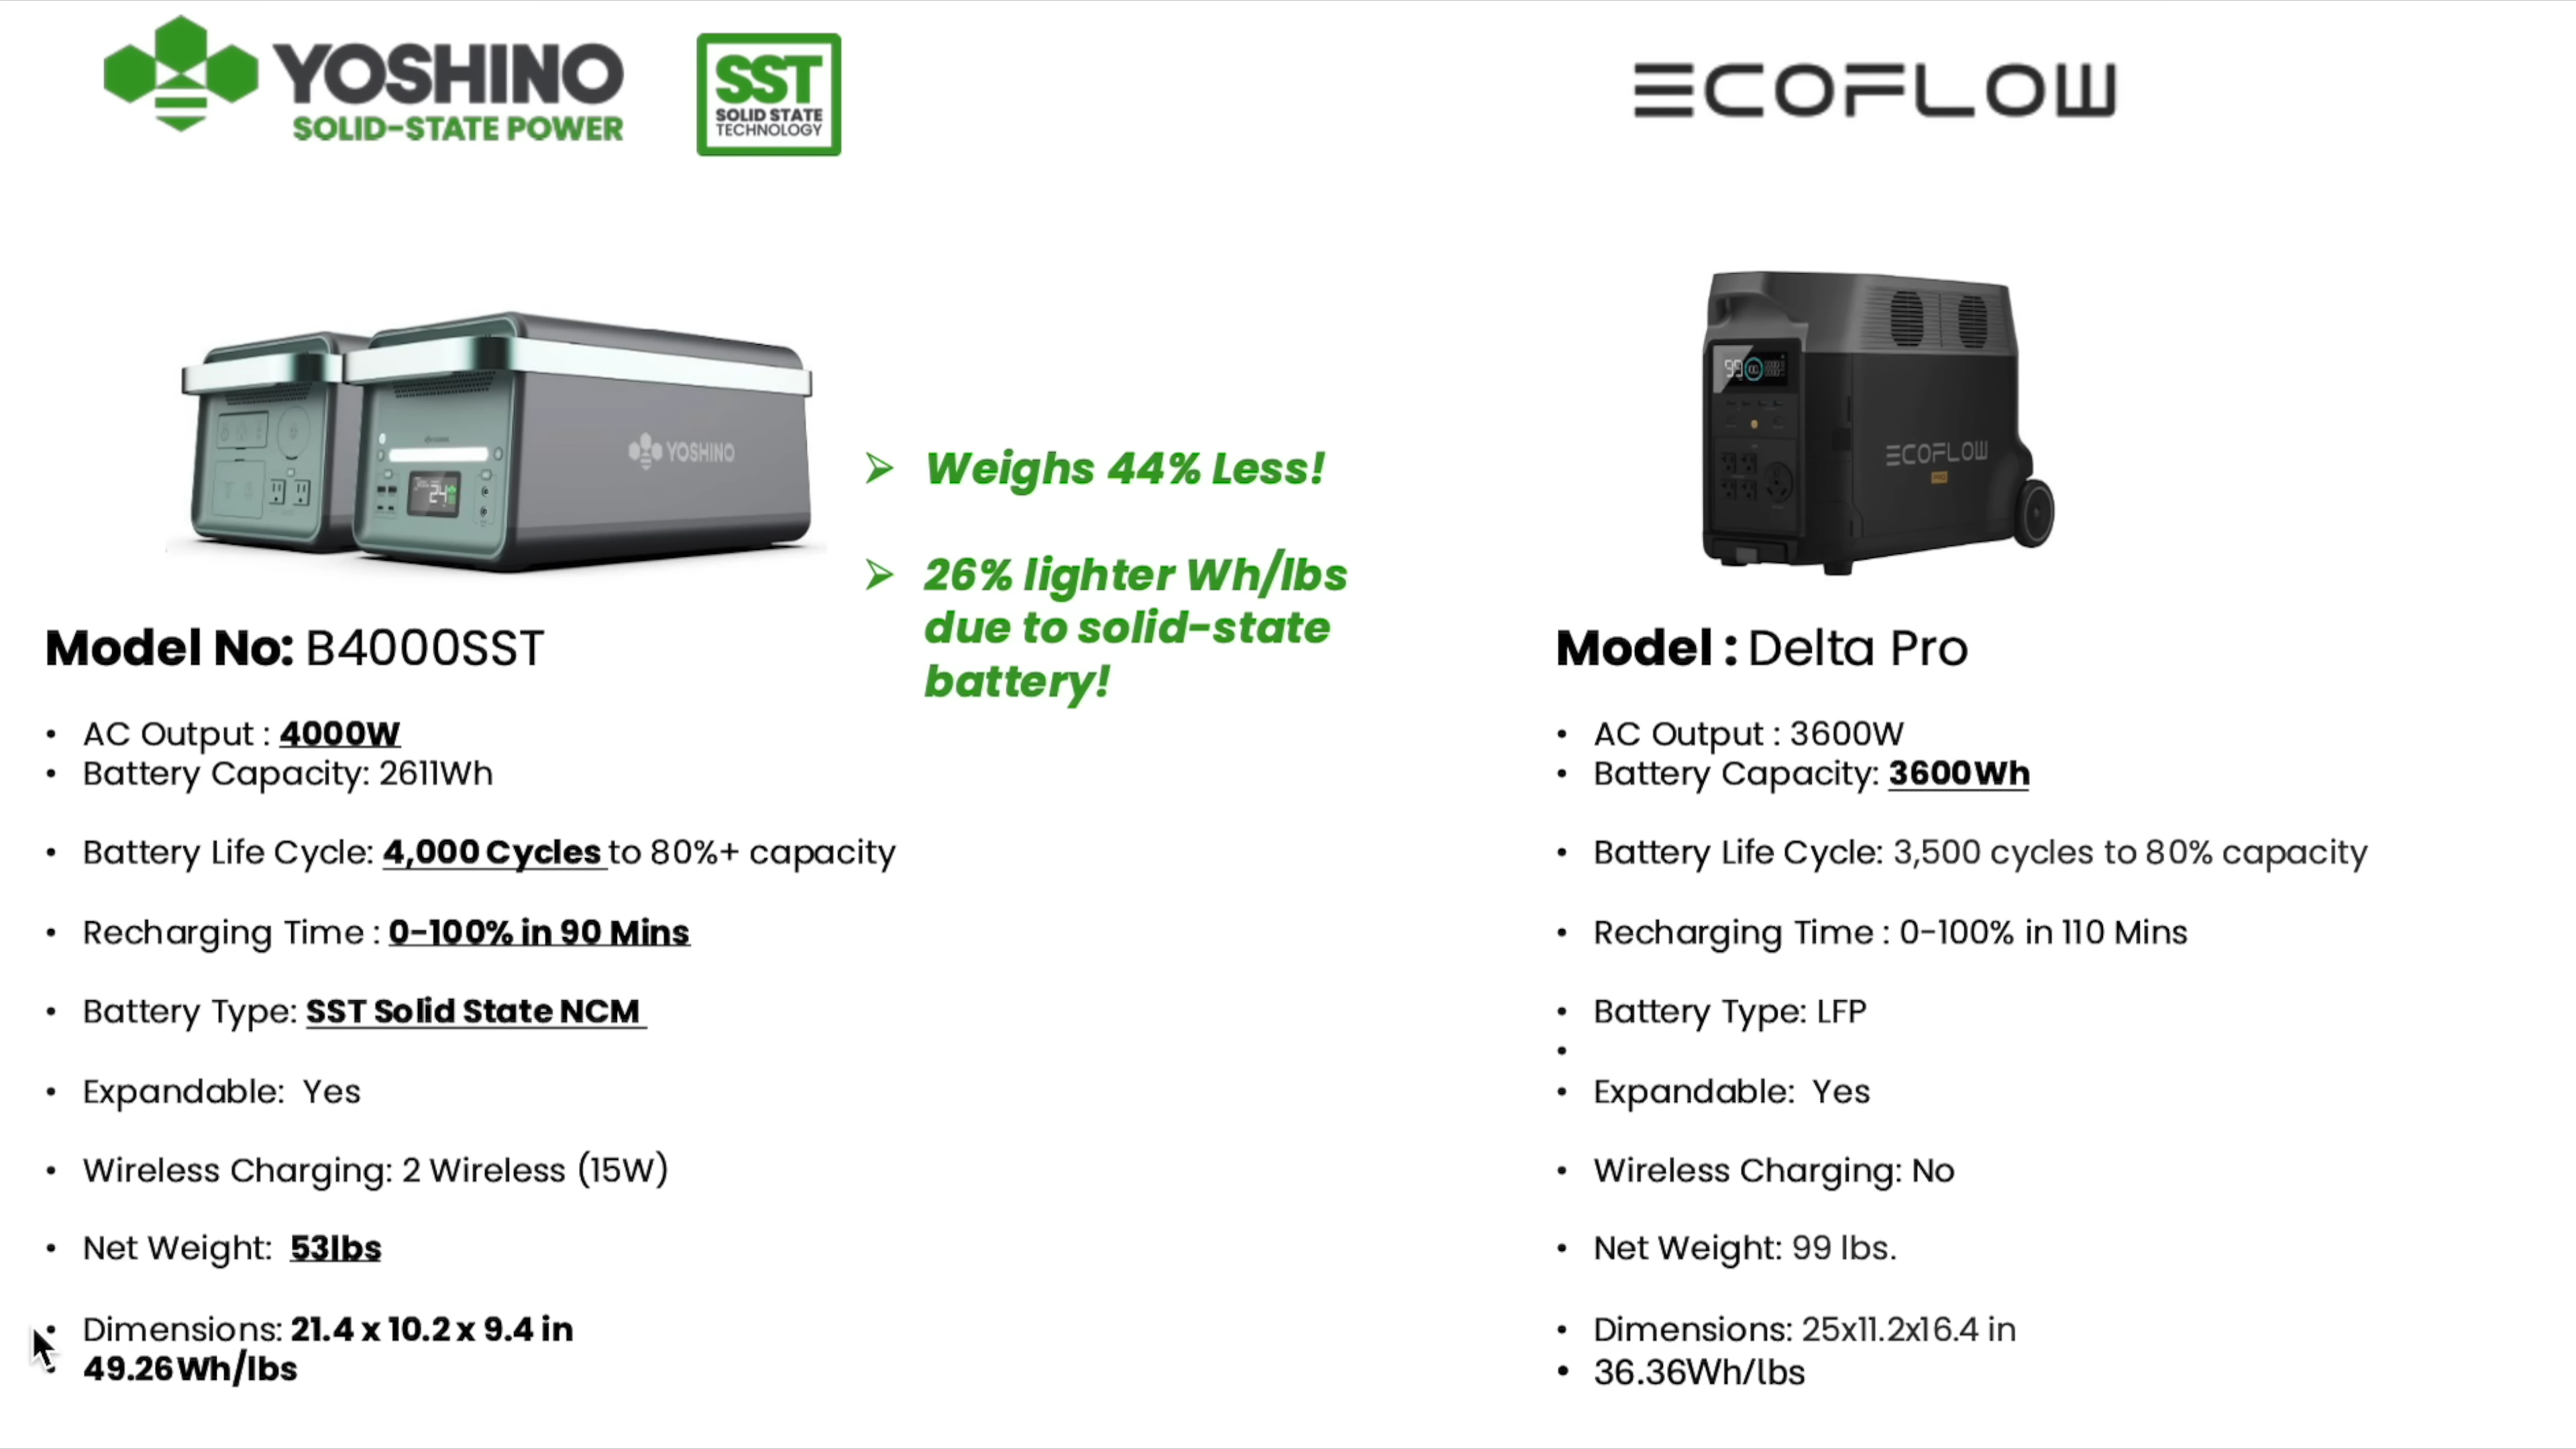 YOSHINO
SOLID-STATE POWER
SST
SOLID STATE
TECHNOLOGY
ECOFLOW
YOSHINO
24
99
ECOFLOW
PRO
➢ Weighs 44% Less!
➢ 26% lighter Wh/lbs
due to solid-state
battery!
Model No: B4000SST
• AC Output : 4000W
• Battery Capacity: 2611Wh
• Battery Life Cycle: 4,000 Cycles to 80%+ capacity
• Recharging Time : 0-100% in 90 Mins
• Battery Type: SST Solid State NCM
• Expandable: Yes
• Wireless Charging: 2 Wireless (15W)
• Net Weight: 53lbs
• Dimensions: 21.4 x 10.2 x 9.4 in
• 49.26Wh/lbs
Model : Delta Pro
• AC Output : 3600W
• Battery Capacity: 3600Wh
• Battery Life Cycle: 3,500 cycles to 80% capacity
• Recharging Time : 0-100% in 110 Mins
• Battery Type: LFP
•
• Expandable: Yes
• Wireless Charging: No
• Net Weight: 99 lbs.
• Dimensions: 25x11.2x16.4 in
• 36.36Wh/lbs